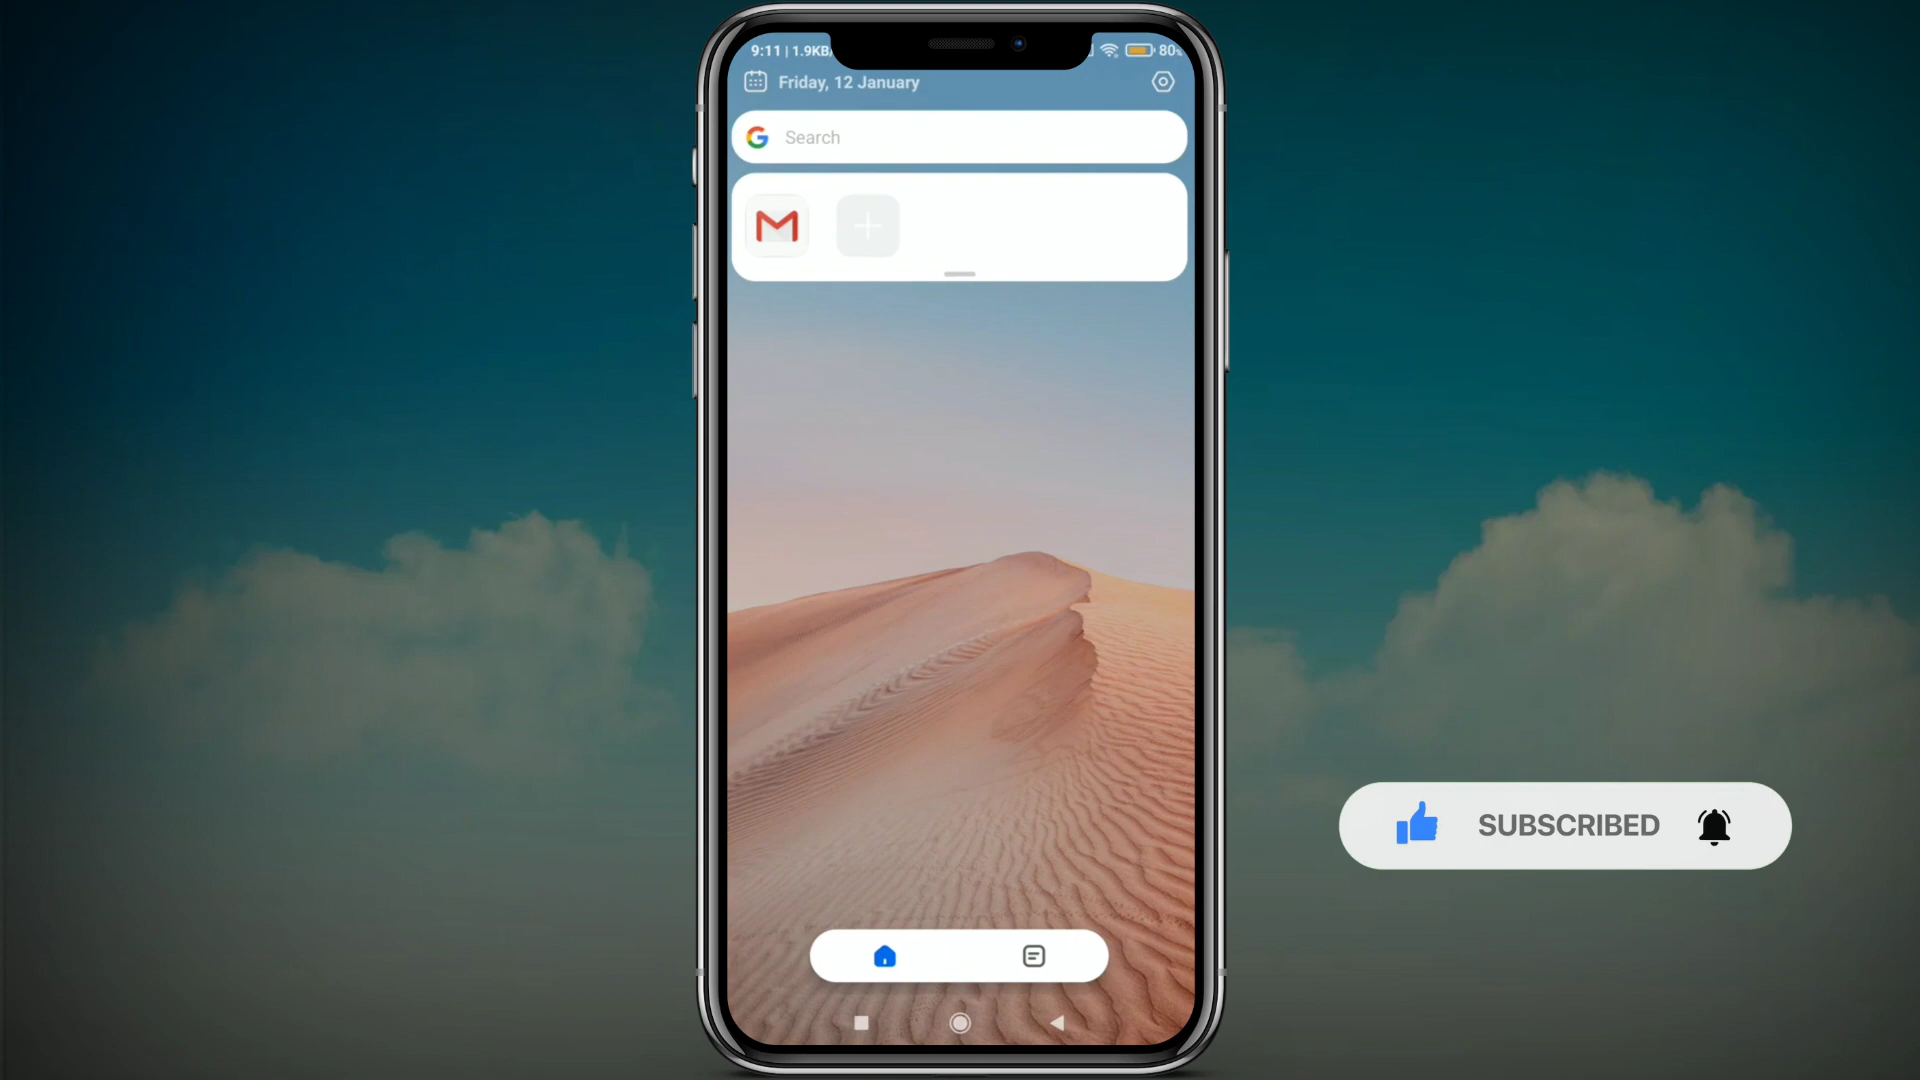 9:11 | 1.9KB/
80%
Friday, 12 January
Search
SUBSCRIBED